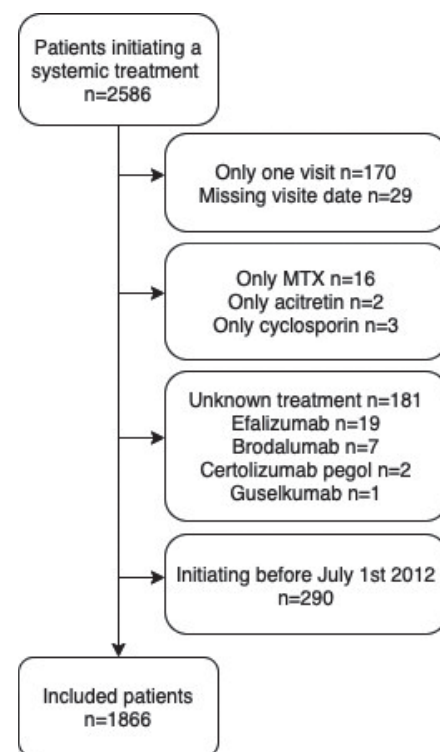 Patients initiating a
systemic treatment
n=2586
Only one visit n=170
Missing visite date n=29
Only MTX n=16
Only acitretin n=2
Only cyclosporin n=3
Unknown treatment n=181
Efalizumab n=19
Brodalumab n=7
Certolizumab pegol n=2
Guselkumab n=1
Initiating before July 1st 2012
n=290
Included patients
n=1866